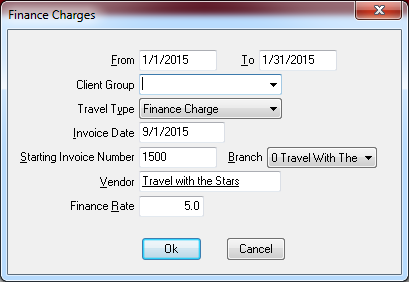 Finance Charges
From 1/1/2015 To 1/31/2015
Client Group
Travel Type Finance Charge
Invoice Date 9/1/2015
Starting Invoice Number 1500 Branch 0 Travel With The
Vendor Travel with the Stars
Finance Rate 5.0
Ok Cancel